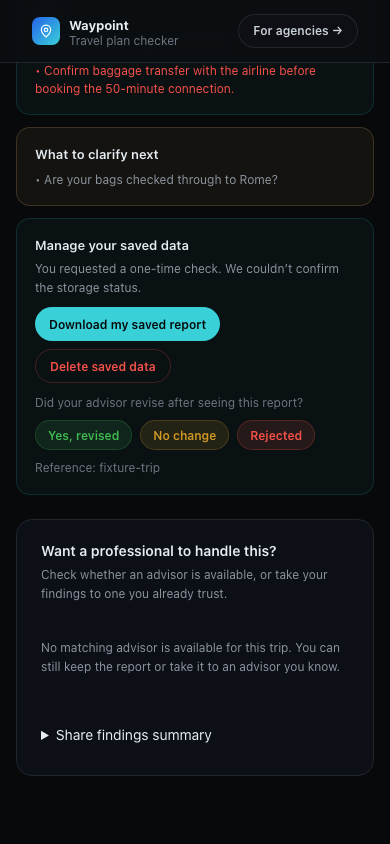 Waypoint
Travel plan checker
For agencies →
• Confirm baggage transfer with the airline before
booking the 50-minute connection.
What to clarify next
• Are your bags checked through to Rome?
Manage your saved data
You requested a one-time check. We couldn’t confirm
the storage status.
Download my saved report
Delete saved data
Did your advisor revise after seeing this report?
Yes, revised
No change
Rejected
Reference: fixture-trip
Want a professional to handle this?
Check whether an advisor is available, or take your
findings to one you already trust.
No matching advisor is available for this trip. You can
still keep the report or take it to an advisor you know.
▶ Share findings summary